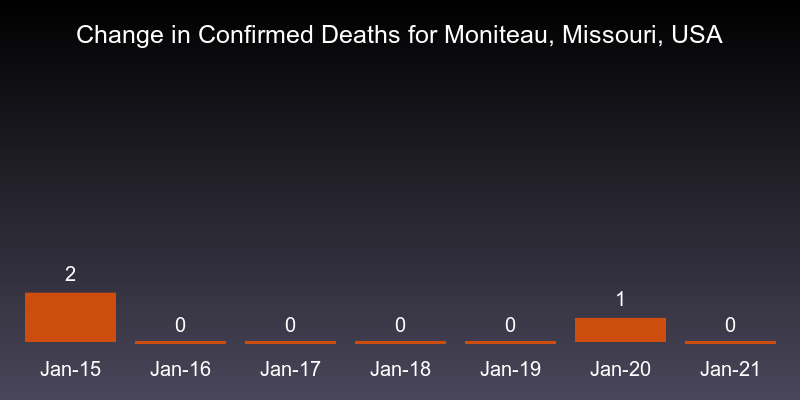 Change in Confirmed Deaths for Moniteau, Missouri, USA
2
0
0
0
0
1
0
Jan-15
Jan-16
Jan-17
Jan-18
Jan-19
Jan-20
Jan-21